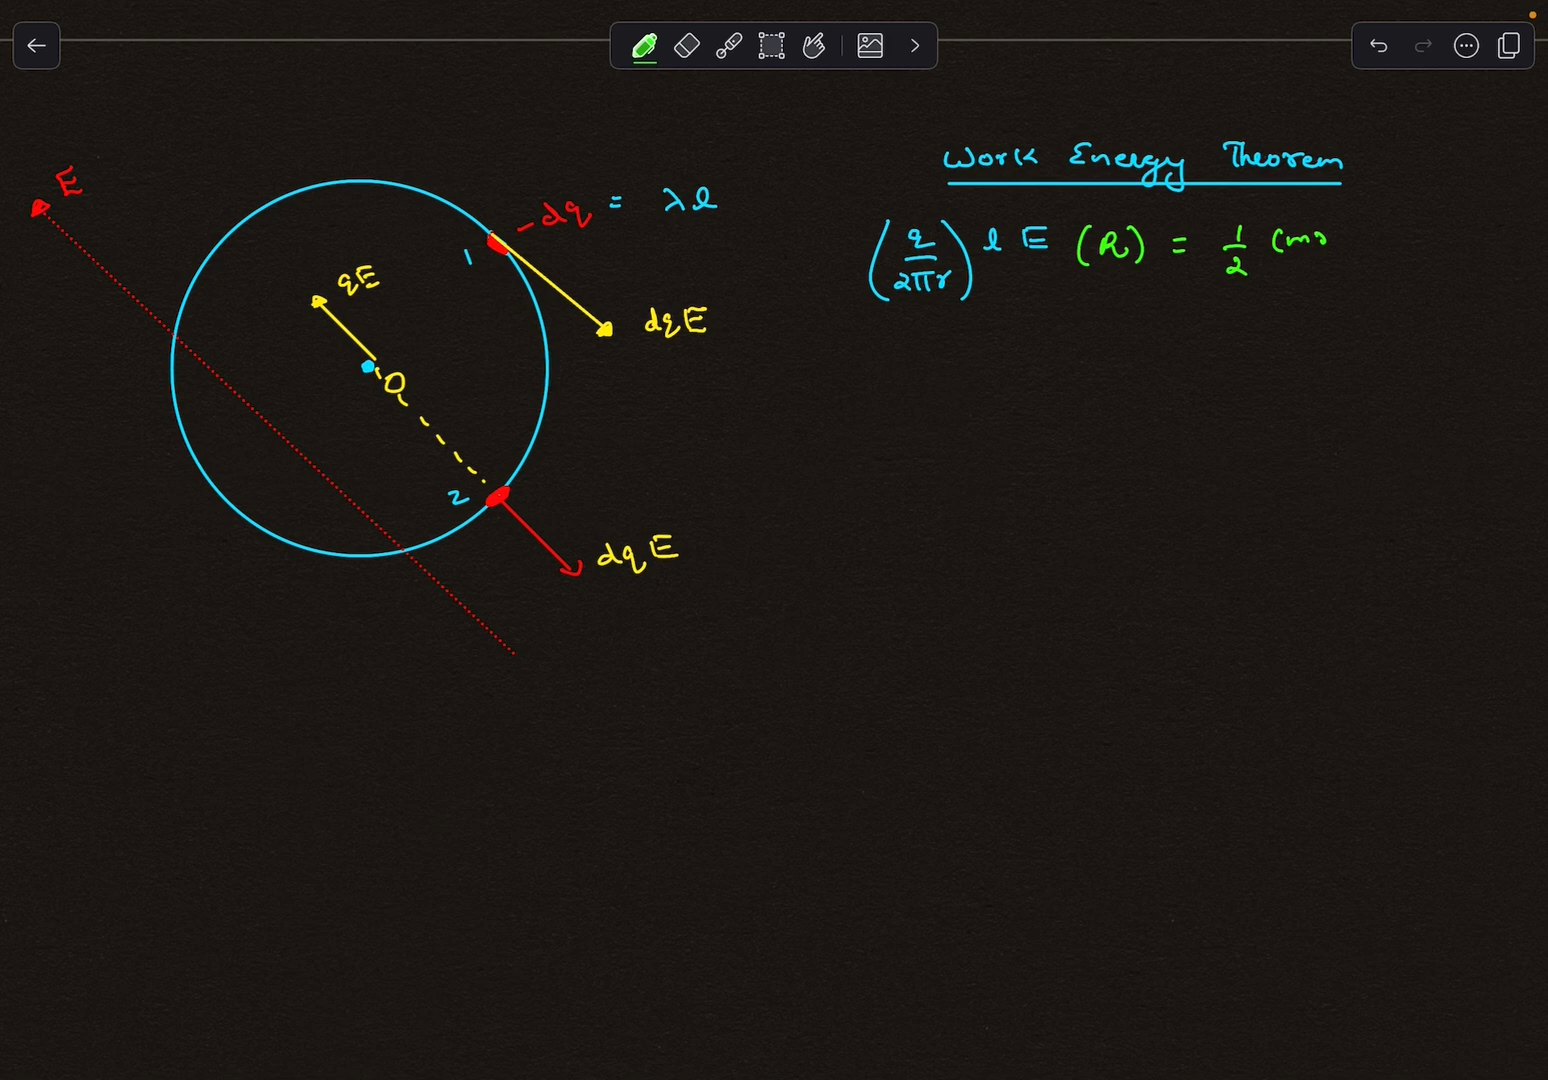 Work Energy Theorem
E
- dq = λl
(q/2πr) l E (R) = 1/2 (m
1
qE
dqE
O
2
dqE